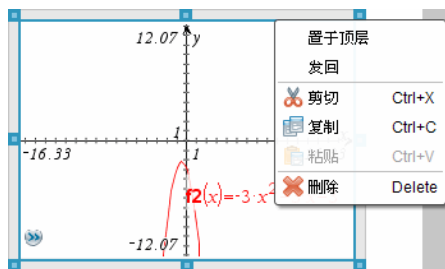 12.07 y
1
-16.33
1
f2(x)=-3·x²
-12.07
置于顶层
发回
剪切 Ctrl+X
复制 Ctrl+C
粘贴 Ctrl+V
删除 Delete